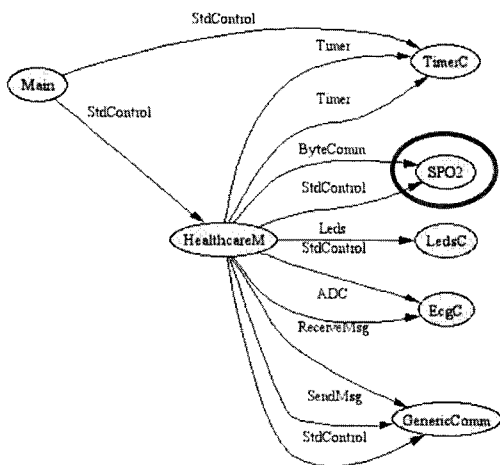 StdControl
Timer
Main
TimerC
StdControl
Timer
ByteComm
SPO2
StdControl
Leds
HealthcareM
LedsC
StdControl
ADC
EcgC
ReceiveMsg
SendMsg
GenericComm
StdControl